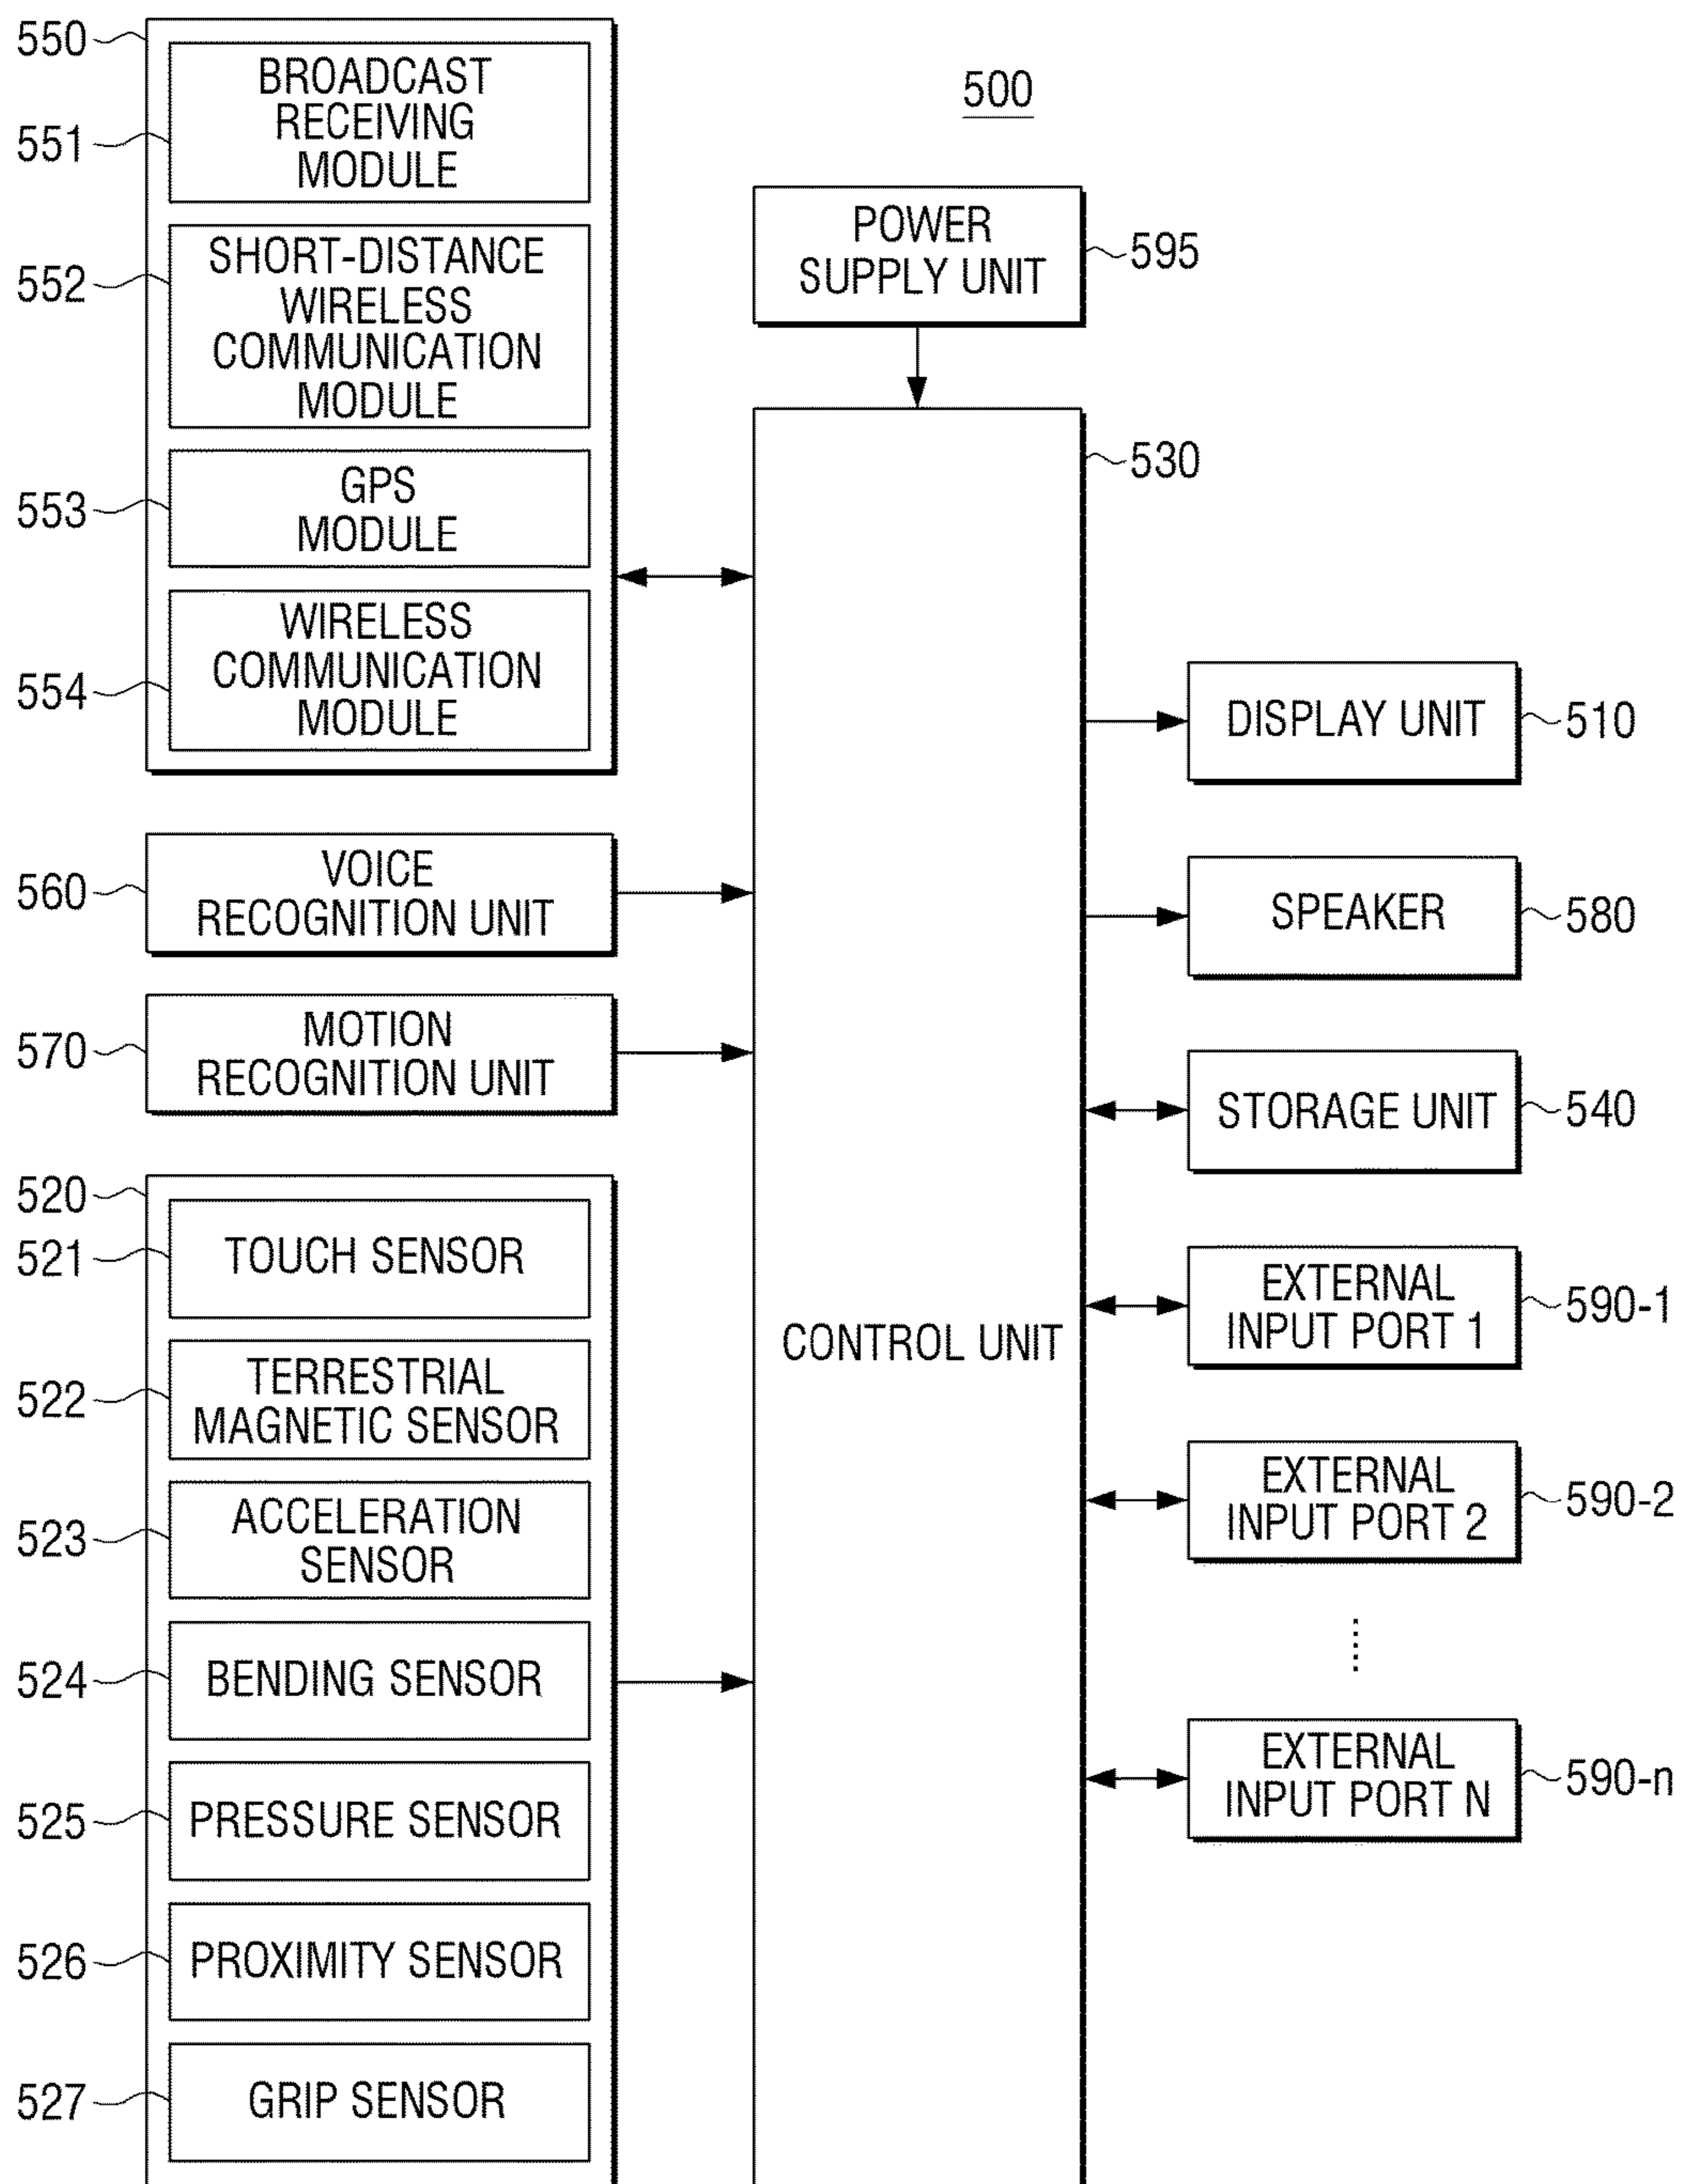 500
550
BROADCAST
RECEIVING
MODULE
551
SHORT-DISTANCE
WIRELESS
COMMUNICATION
MODULE
552
GPS
MODULE
553
WIRELESS
COMMUNICATION
MODULE
554
VOICE
RECOGNITION UNIT
560
MOTION
RECOGNITION UNIT
570
520
TOUCH SENSOR
521
TERRESTRIAL
MAGNETIC SENSOR
522
ACCELERATION
SENSOR
523
BENDING SENSOR
524
PRESSURE SENSOR
525
PROXIMITY SENSOR
526
GRIP SENSOR
527
POWER
SUPPLY UNIT
595
CONTROL UNIT
530
DISPLAY UNIT
510
SPEAKER
580
STORAGE UNIT
540
EXTERNAL
INPUT PORT 1
590-1
EXTERNAL
INPUT PORT 2
590-2
EXTERNAL
INPUT PORT N
590-n